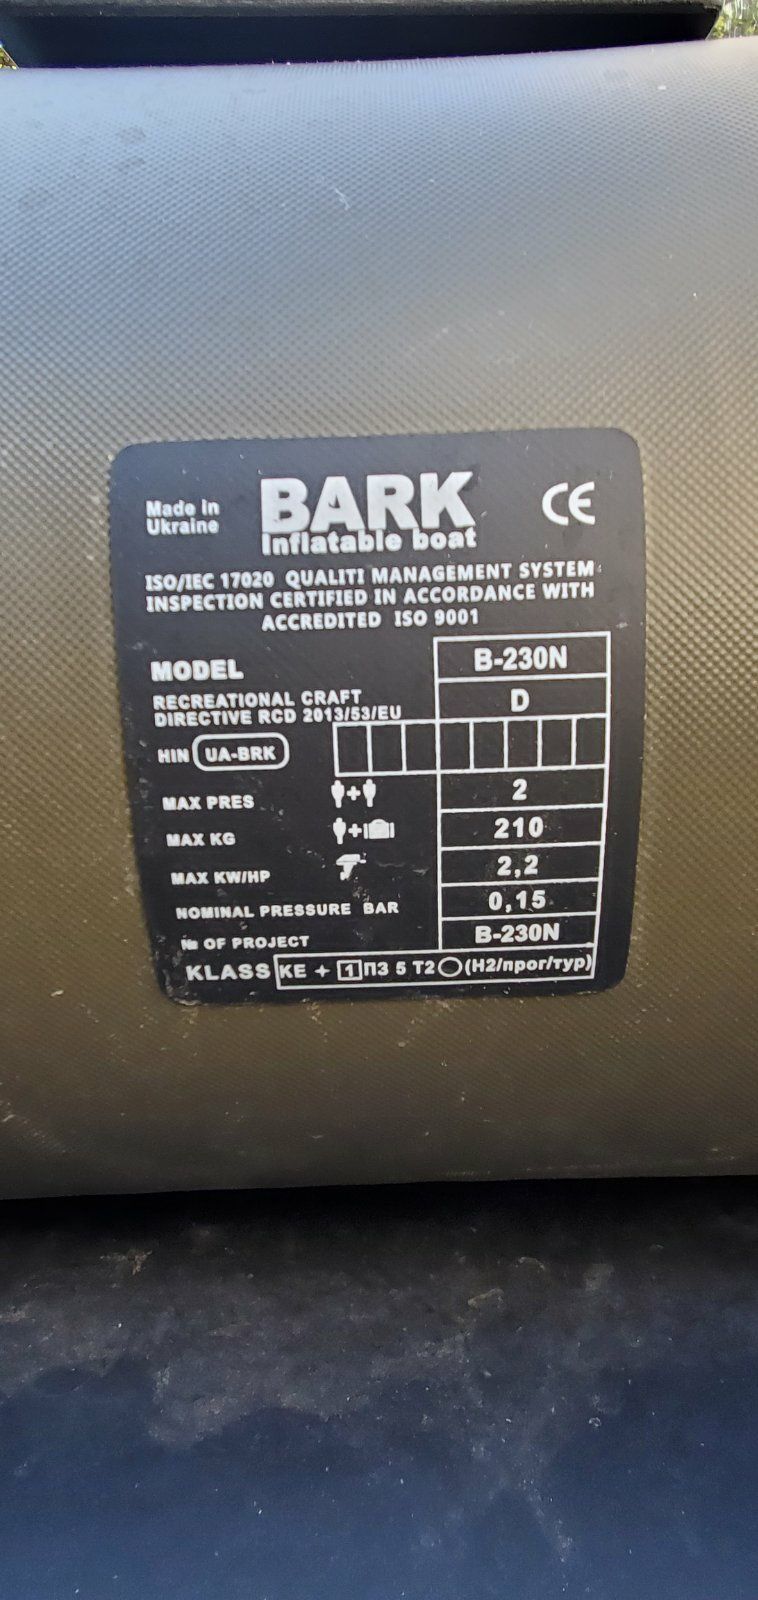 Made in
Ukraine
BARK
Inflatable boat
CE
ISO/IEC 17020 QUALITI MANAGEMENT SYSTEM
INSPECTION CERTIFIED IN ACCORDANCE WITH
ACCREDITED ISO 9001
MODEL B-230N
RECREATIONAL CRAFT
DIRECTIVE RCD 2013/53/EU D
HIN UA-BRK
MAX PRES + 2
MAX KG + 210
MAX KW/HP 2,2
NOMINAL PRESSURE BAR 0,15
№ OF PROJECT B-230N
KLASS КЕ + 1 ПЗ 5 Т2 (Н2/прог/тур)